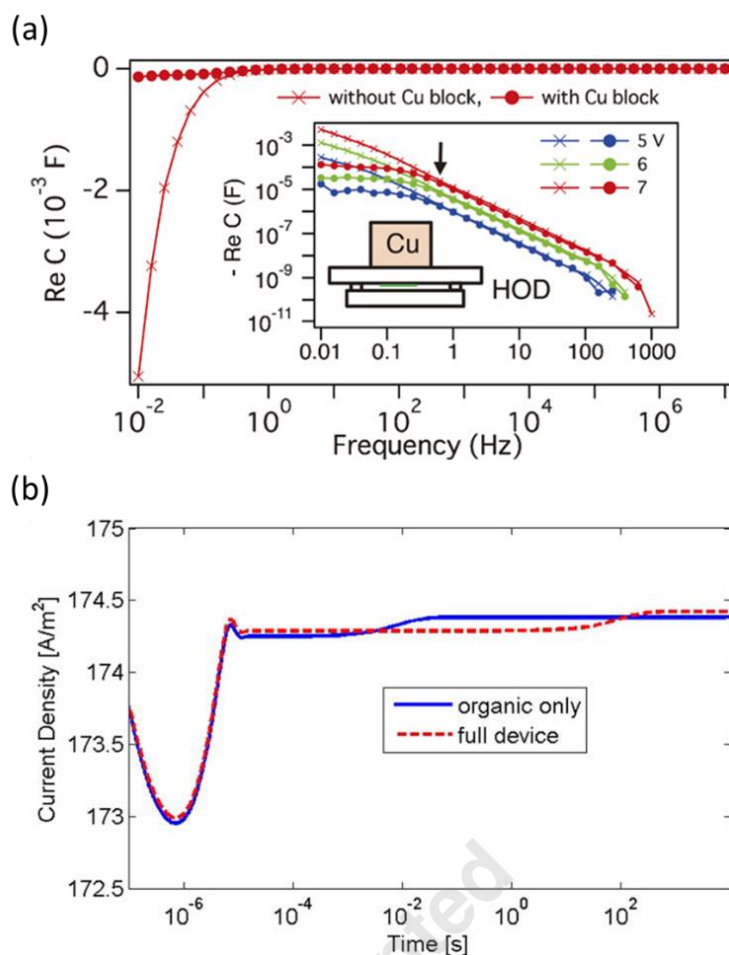 (a)
0
-2
-4
Re C (10⁻³ F)
without Cu block, with Cu block
10⁻³
10⁻⁵
10⁻⁷
10⁻⁹
10⁻¹¹
- Re C (F)
5 V
6
7
Cu
HOD
0.01 0.1 1 10 100 1000
10⁻² 10⁰ 10² 10⁴ 10⁶
Frequency (Hz)
(b)
175
174.5
174
173.5
173
172.5
Current Density [A/m²]
organic only
full device
10⁻⁶ 10⁻⁴ 10⁻² 10⁰ 10²
Time [s]